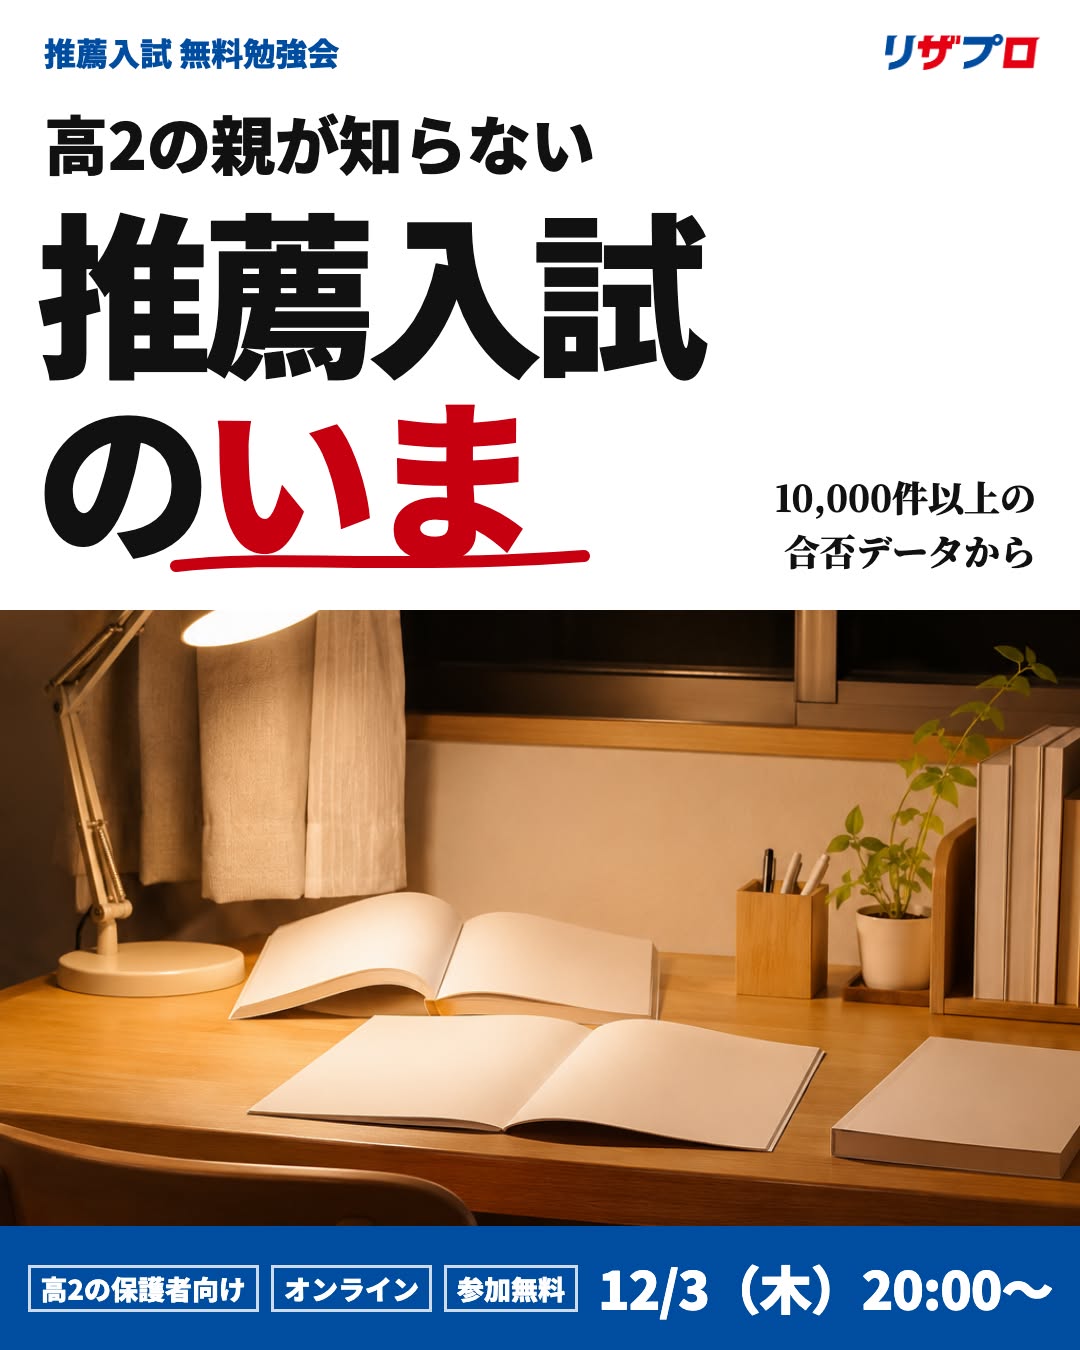 推薦入試 無料勉強会
リザプロ
高2の親が知らない
推薦入試
のいま
10,000件以上の
合否データから
高2の保護者向け
オンライン
参加無料
12/3（木）20:00〜